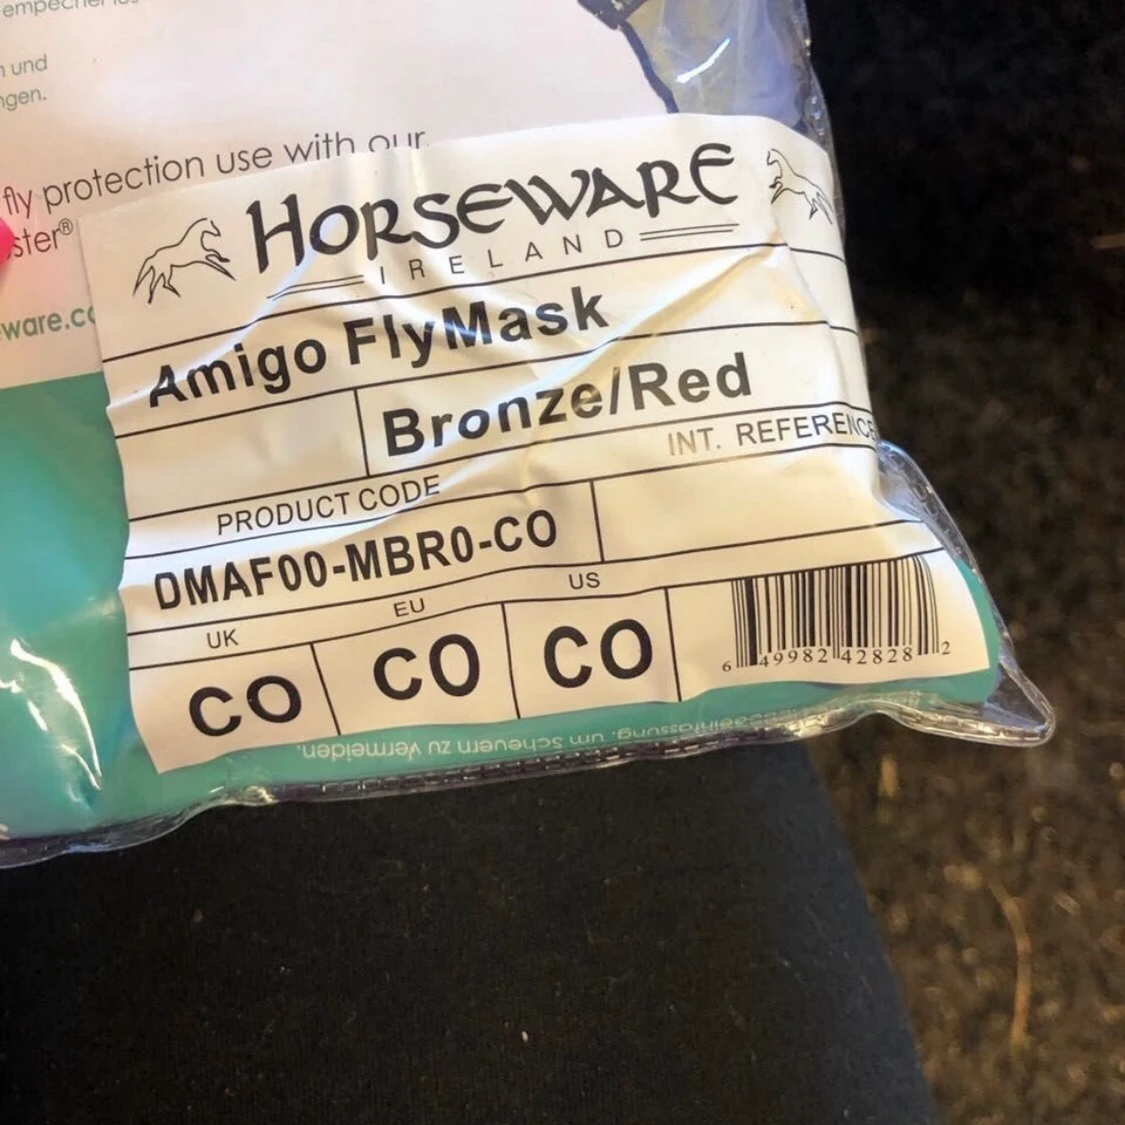 und
ngen.
fly protection use with our
ster®
ware.co
HORSEWARE
IRELAND
Amigo FlyMask
Bronze/Red
PRODUCT CODE
INT. REFERENCE
DMAF00-MBR0-CO
UK
EU
US
CO
CO
CO
6 49982 42828 2
um Scheuern zu vermeiden.